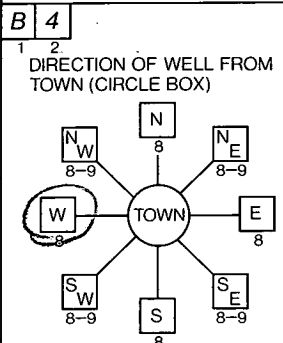 B 4
1 2
DIRECTION OF WELL FROM
TOWN (CIRCLE BOX)
N
8
NW
8-9
NE
8-9
W
8
TOWN
E
8
SW
8-9
SE
8-9
S
8